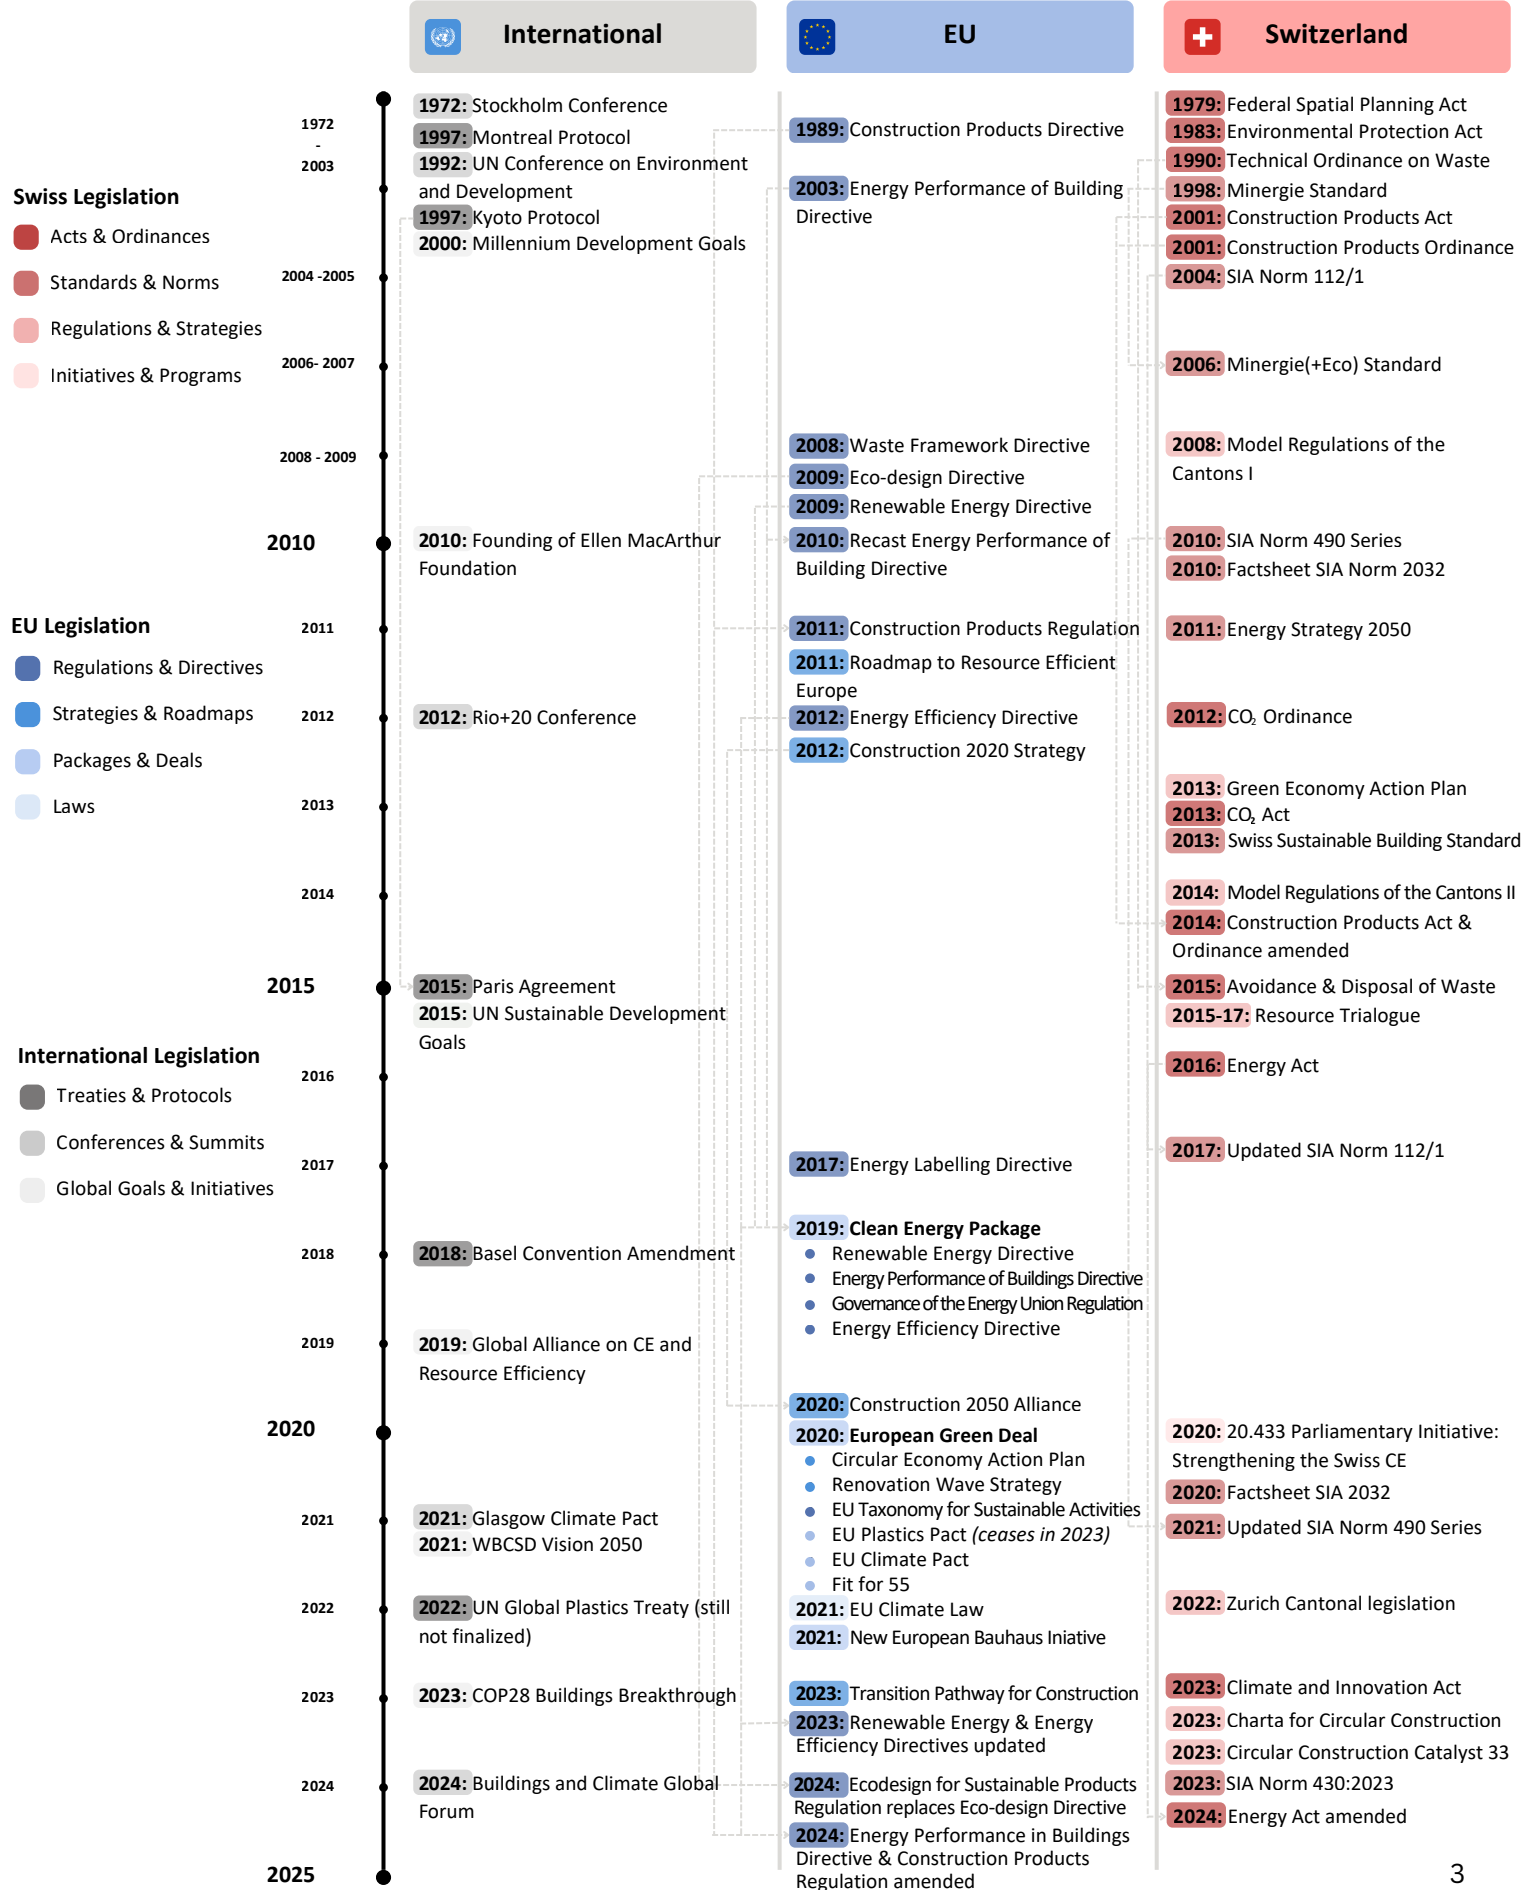 International
EU
Switzerland
Swiss Legislation
Acts & Ordinances
Standards & Norms
Regulations & Strategies
Initiatives & Programs
EU Legislation
Regulations & Directives
Strategies & Roadmaps
Packages & Deals
Laws
International Legislation
Treaties & Protocols
Conferences & Summits
Global Goals & Initiatives
1972
-
2003
2004 -2005
2006- 2007
2008 - 2009
2010
2011
2012
2013
2014
2015
2016
2017
2018
2019
2020
2021
2022
2023
2024
2025
1972: Stockholm Conference
1997: Montreal Protocol
1992: UN Conference on Environment
and Development
1997: Kyoto Protocol
2000: Millennium Development Goals
2010: Founding of Ellen MacArthur
Foundation
2012: Rio+20 Conference
2015: Paris Agreement
2015: UN Sustainable Development
Goals
2018: Basel Convention Amendment
2019: Global Alliance on CE and
Resource Efficiency
2021: Glasgow Climate Pact
2021: WBCSD Vision 2050
2022: UN Global Plastics Treaty (still
not finalized)
2023: COP28 Buildings Breakthrough
2024: Buildings and Climate Global
Forum
1989: Construction Products Directive
2003: Energy Performance of Building
Directive
2008: Waste Framework Directive
2009: Eco-design Directive
2009: Renewable Energy Directive
2010: Recast Energy Performance of
Building Directive
2011: Construction Products Regulation
2011: Roadmap to Resource Efficient
Europe
2012: Energy Efficiency Directive
2012: Construction 2020 Strategy
2017: Energy Labelling Directive
2019: Clean Energy Package
• Renewable Energy Directive
• Energy Performance of Buildings Directive
• Governance of the Energy Union Regulation
• Energy Efficiency Directive
2020: Construction 2050 Alliance
2020: European Green Deal
• Circular Economy Action Plan
• Renovation Wave Strategy
• EU Taxonomy for Sustainable Activities
• EU Plastics Pact (ceases in 2023)
• EU Climate Pact
• Fit for 55
2021: EU Climate Law
2021: New European Bauhaus Iniative
2023: Transition Pathway for Construction
2023: Renewable Energy & Energy
Efficiency Directives updated
2024: Ecodesign for Sustainable Products
Regulation replaces Eco-design Directive
2024: Energy Performance in Buildings
Directive & Construction Products
Regulation amended
1979: Federal Spatial Planning Act
1983: Environmental Protection Act
1990: Technical Ordinance on Waste
1998: Minergie Standard
2001: Construction Products Act
2001: Construction Products Ordinance
2004: SIA Norm 112/1
2006: Minergie(+Eco) Standard
2008: Model Regulations of the
Cantons I
2010: SIA Norm 490 Series
2010: Factsheet SIA Norm 2032
2011: Energy Strategy 2050
2012: CO₂ Ordinance
2013: Green Economy Action Plan
2013: CO₂ Act
2013: Swiss Sustainable Building Standard
2014: Model Regulations of the Cantons II
2014: Construction Products Act &
Ordinance amended
2015: Avoidance & Disposal of Waste
2015-17: Resource Trialogue
2016: Energy Act
2017: Updated SIA Norm 112/1
2020: 20.433 Parliamentary Initiative:
Strengthening the Swiss CE
2020: Factsheet SIA 2032
2021: Updated SIA Norm 490 Series
2022: Zurich Cantonal legislation
2023: Climate and Innovation Act
2023: Charta for Circular Construction
2023: Circular Construction Catalyst 33
2023: SIA Norm 430:2023
2024: Energy Act amended
3